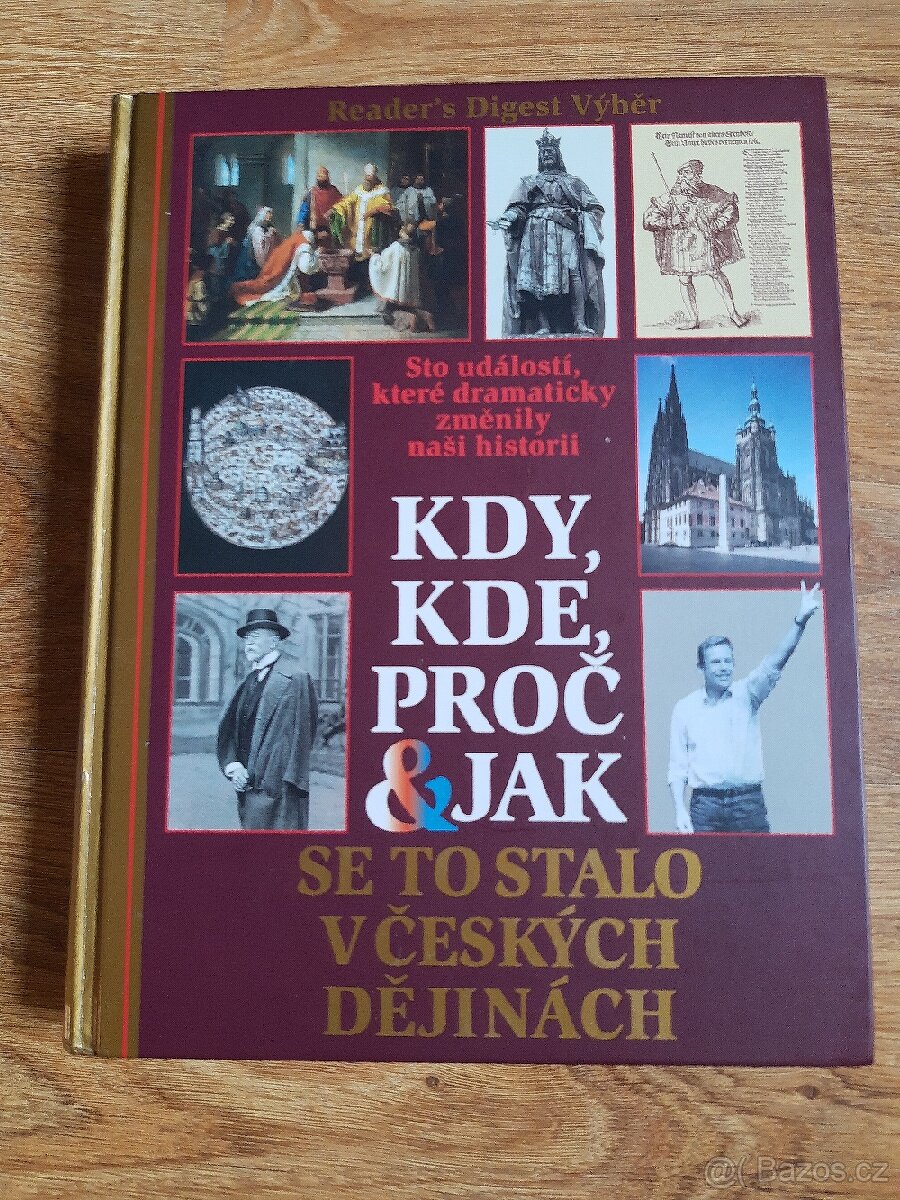 Reader's Digest Výběr
Sto událostí,
které dramaticky
změnily
naši historii
KDY,
KDE,
PROČ
& JAK
SE TO STALO
V ČESKÝCH
DĚJINÁCH
@( Bazos.cz